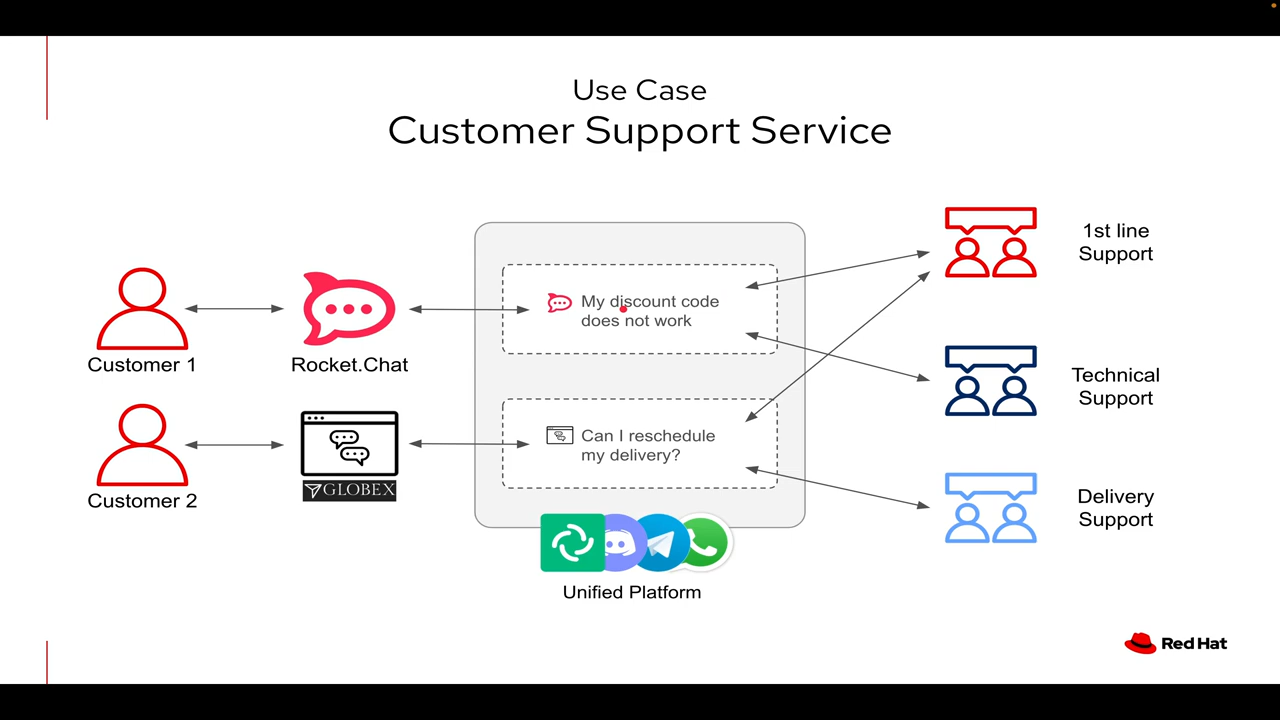 Use Case
Customer Support Service
Customer 1
Rocket.Chat
My discount code
does not work
1st line
Support
Technical
Support
Customer 2
GLOBEX
Can I reschedule
my delivery?
Delivery
Support
Unified Platform
Red Hat